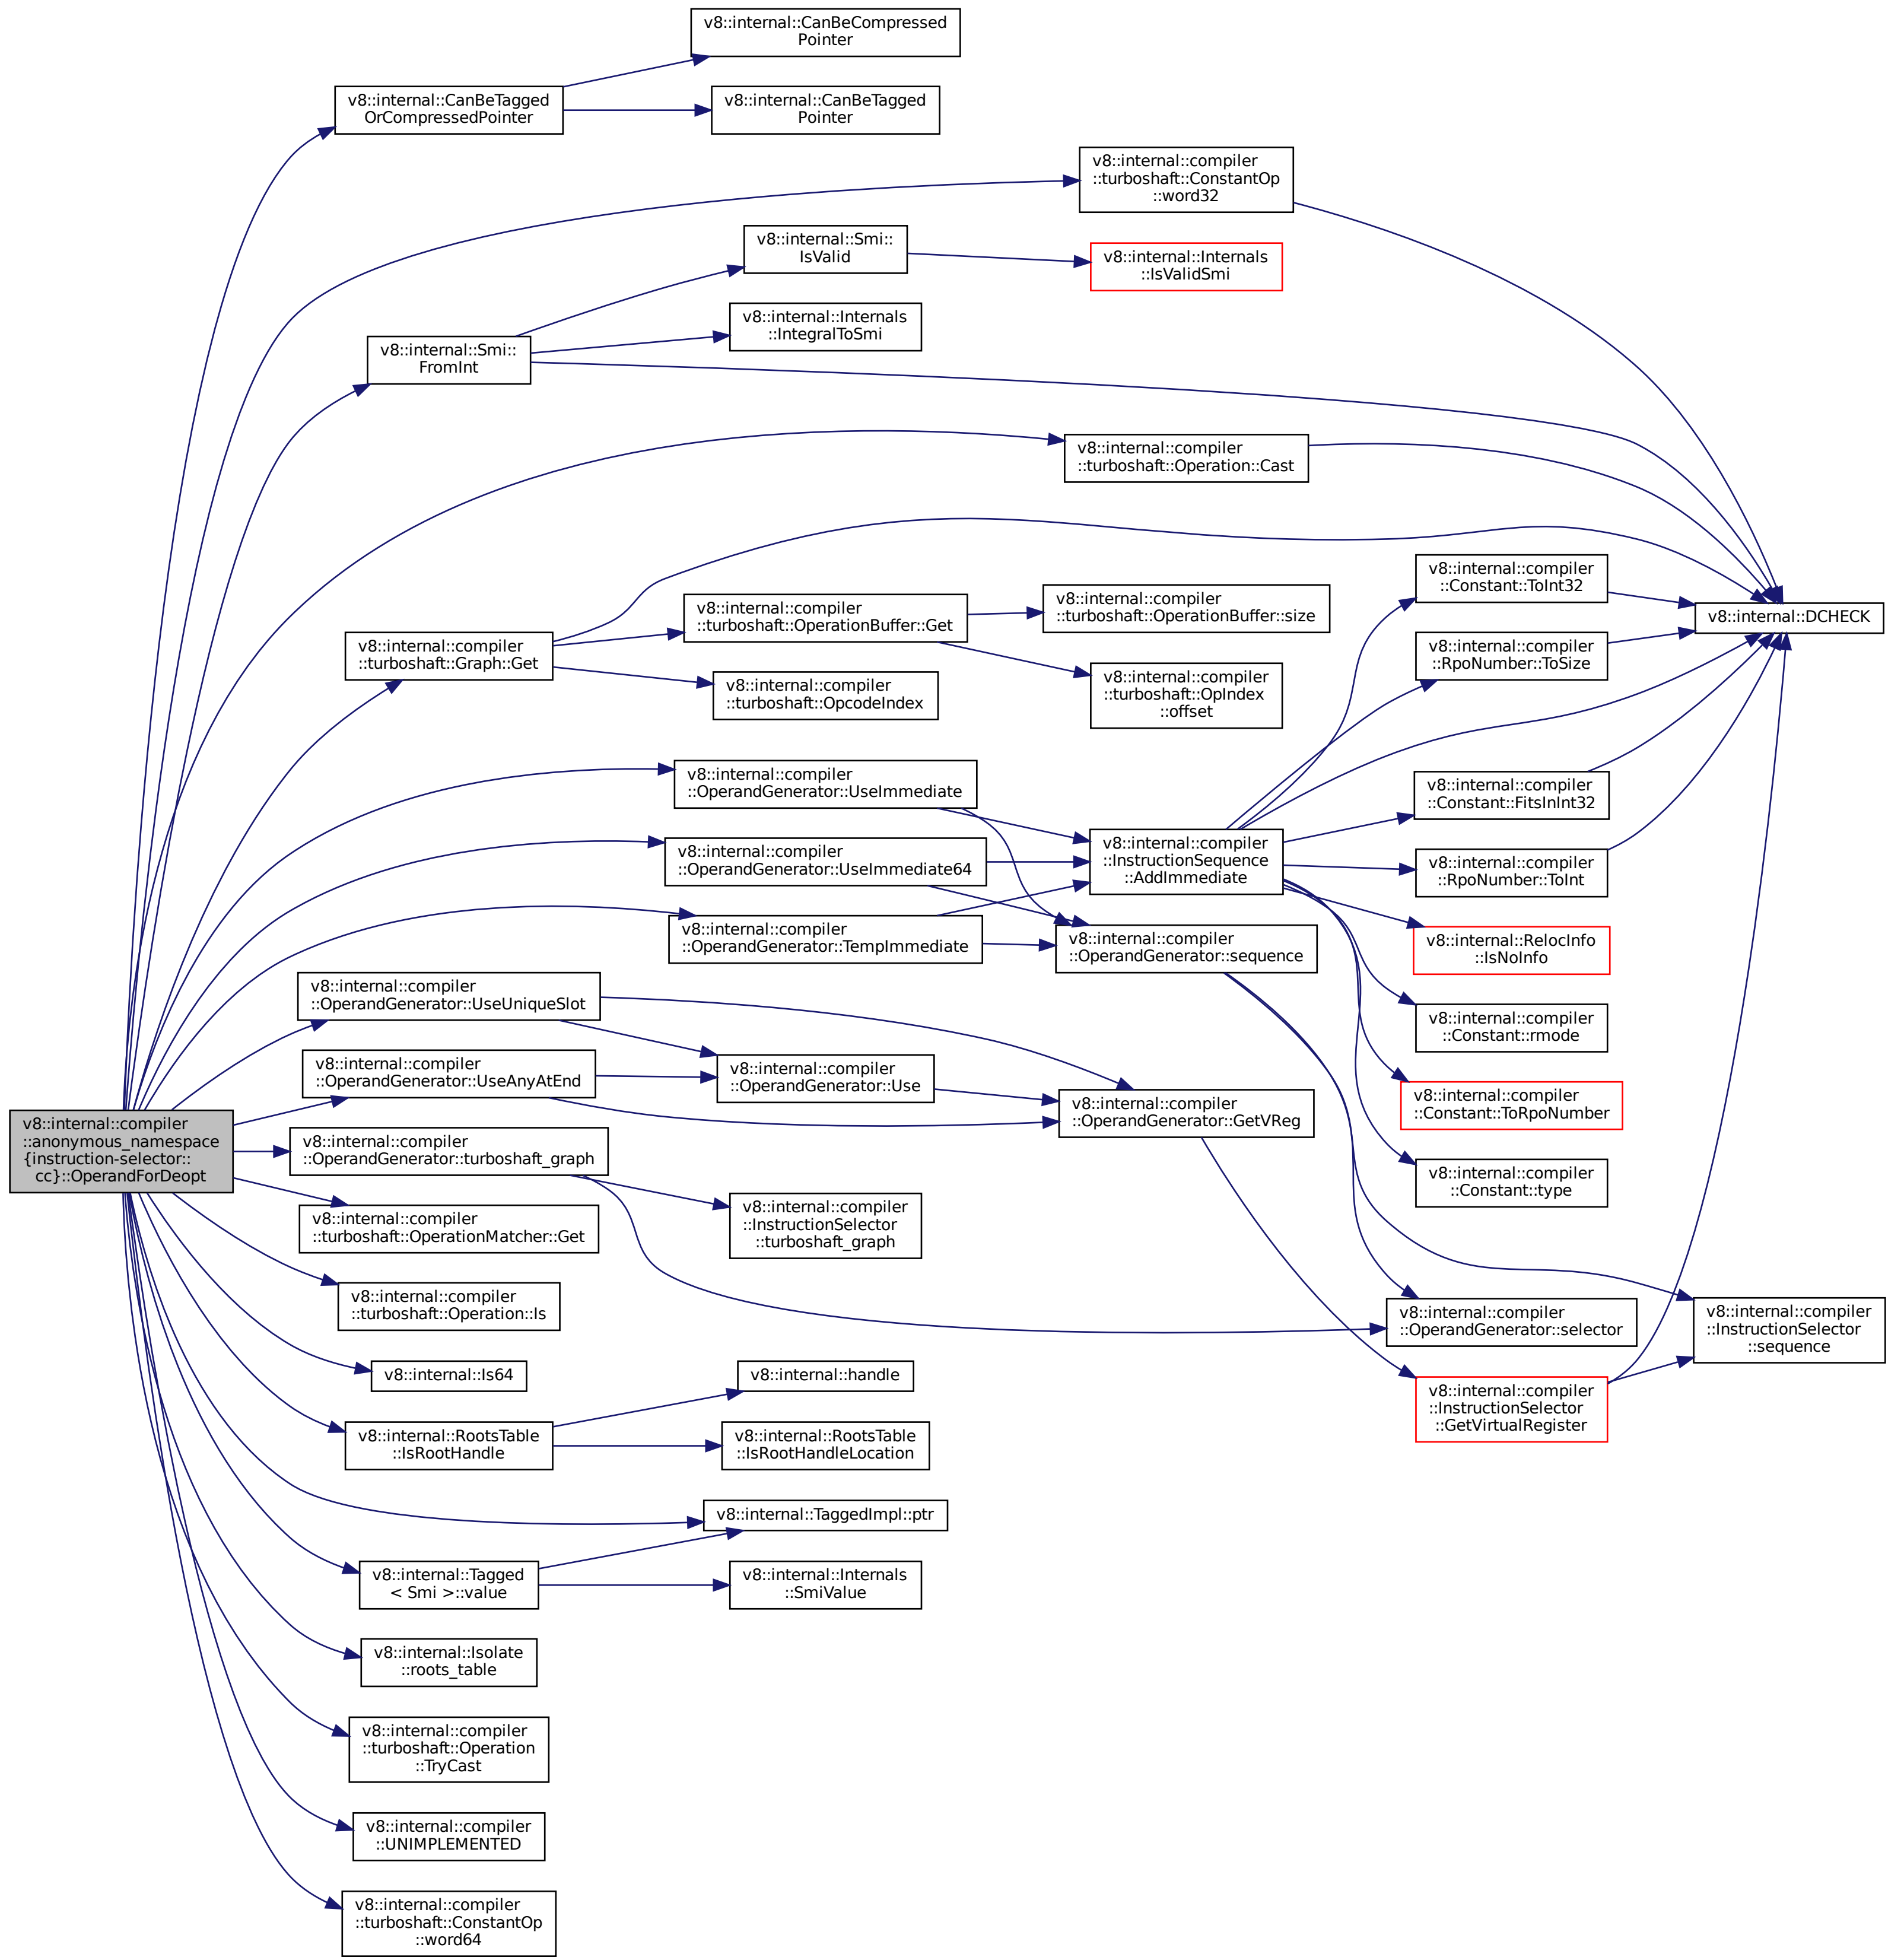 v8::internal::CanBeCompressed
Pointer
v8::internal::CanBeTagged
OrCompressedPointer
v8::internal::CanBeTagged
Pointer
v8::internal::compiler
::turboshaft::ConstantOp
::word32
v8::internal::Smi::
IsValid
v8::internal::Internals
::IsValidSmi
v8::internal::Internals
::IntegralToSmi
v8::internal::Smi::
FromInt
v8::internal::compiler
::turboshaft::Operation::Cast
v8::internal::compiler
::Constant::ToInt32
v8::internal::compiler
::turboshaft::OperationBuffer::Get
v8::internal::compiler
::turboshaft::OperationBuffer::size
v8::internal::DCHECK
v8::internal::compiler
::turboshaft::Graph::Get
v8::internal::compiler
::RpoNumber::ToSize
v8::internal::compiler
::turboshaft::OpcodeIndex
v8::internal::compiler
::turboshaft::OpIndex
::offset
v8::internal::compiler
::OperandGenerator::UseImmediate
v8::internal::compiler
::Constant::FitsInInt32
v8::internal::compiler
::OperandGenerator::UseImmediate64
v8::internal::compiler
::InstructionSequence
::AddImmediate
v8::internal::compiler
::RpoNumber::ToInt
v8::internal::compiler
::OperandGenerator::TempImmediate
v8::internal::compiler
::OperandGenerator::sequence
v8::internal::RelocInfo
::IsNoInfo
v8::internal::compiler
::OperandGenerator::UseUniqueSlot
v8::internal::compiler
::Constant::rmode
v8::internal::compiler
::OperandGenerator::UseAnyAtEnd
v8::internal::compiler
::OperandGenerator::Use
v8::internal::compiler
::OperandGenerator::GetVReg
v8::internal::compiler
::Constant::ToRpoNumber
v8::internal::compiler
::anonymous_namespace
{instruction-selector::
cc}::OperandForDeopt
v8::internal::compiler
::OperandGenerator::turboshaft_graph
v8::internal::compiler
::Constant::type
v8::internal::compiler
::turboshaft::OperationMatcher::Get
v8::internal::compiler
::InstructionSelector
::turboshaft_graph
v8::internal::compiler
::turboshaft::Operation::Is
v8::internal::compiler
::OperandGenerator::selector
v8::internal::compiler
::InstructionSelector
::sequence
v8::internal::Is64
v8::internal::handle
v8::internal::compiler
::InstructionSelector
::GetVirtualRegister
v8::internal::RootsTable
::IsRootHandle
v8::internal::RootsTable
::IsRootHandleLocation
v8::internal::TaggedImpl::ptr
v8::internal::Tagged
< Smi >::value
v8::internal::Internals
::SmiValue
v8::internal::Isolate
::roots_table
v8::internal::compiler
::turboshaft::Operation
::TryCast
v8::internal::compiler
::UNIMPLEMENTED
v8::internal::compiler
::turboshaft::ConstantOp
::word64